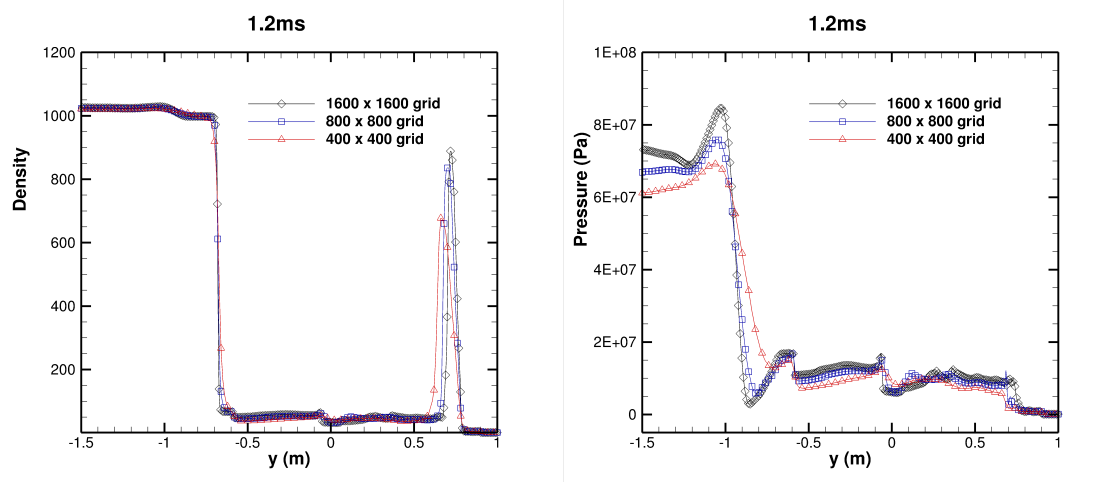 1.2ms
Density
1200
1000
800
600
400
200
1600 x 1600 grid
800 x 800 grid
400 x 400 grid
-1.5
-1
-0.5
0
0.5
1
y (m)
1.2ms
Pressure (Pa)
1E+08
8E+07
6E+07
4E+07
2E+07
0
1600 x 1600 grid
800 x 800 grid
400 x 400 grid
-1.5
-1
-0.5
0
0.5
1
y (m)